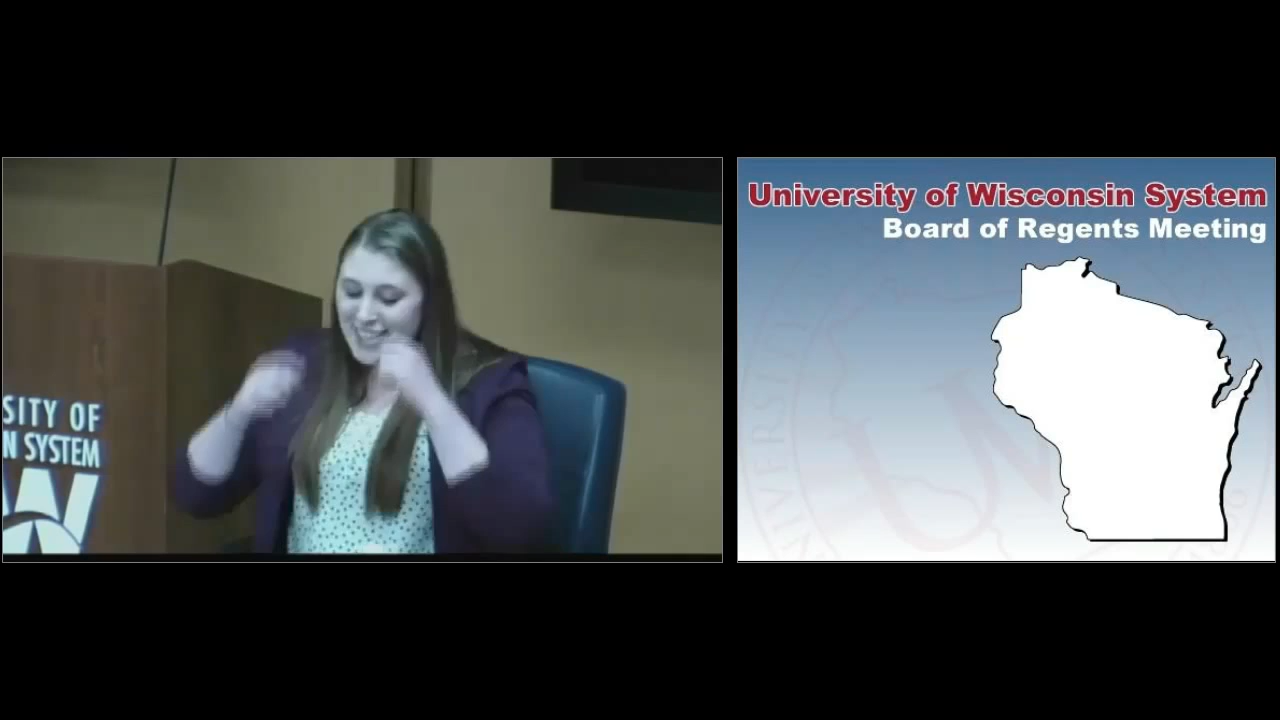 SITY OF
N SYSTEM
W
University of Wisconsin System
Board of Regents Meeting